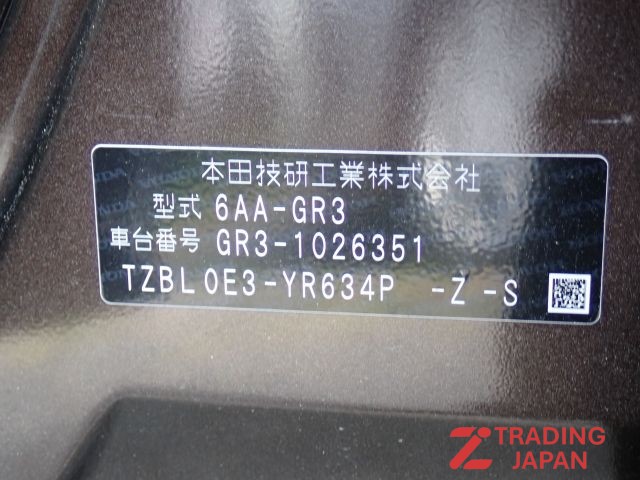 本田技研工業株式会社
型式 6AA-GR3
車台番号 GR3-1026351
TZBL0E3-YR634P -Z -S
TRADING
JAPAN